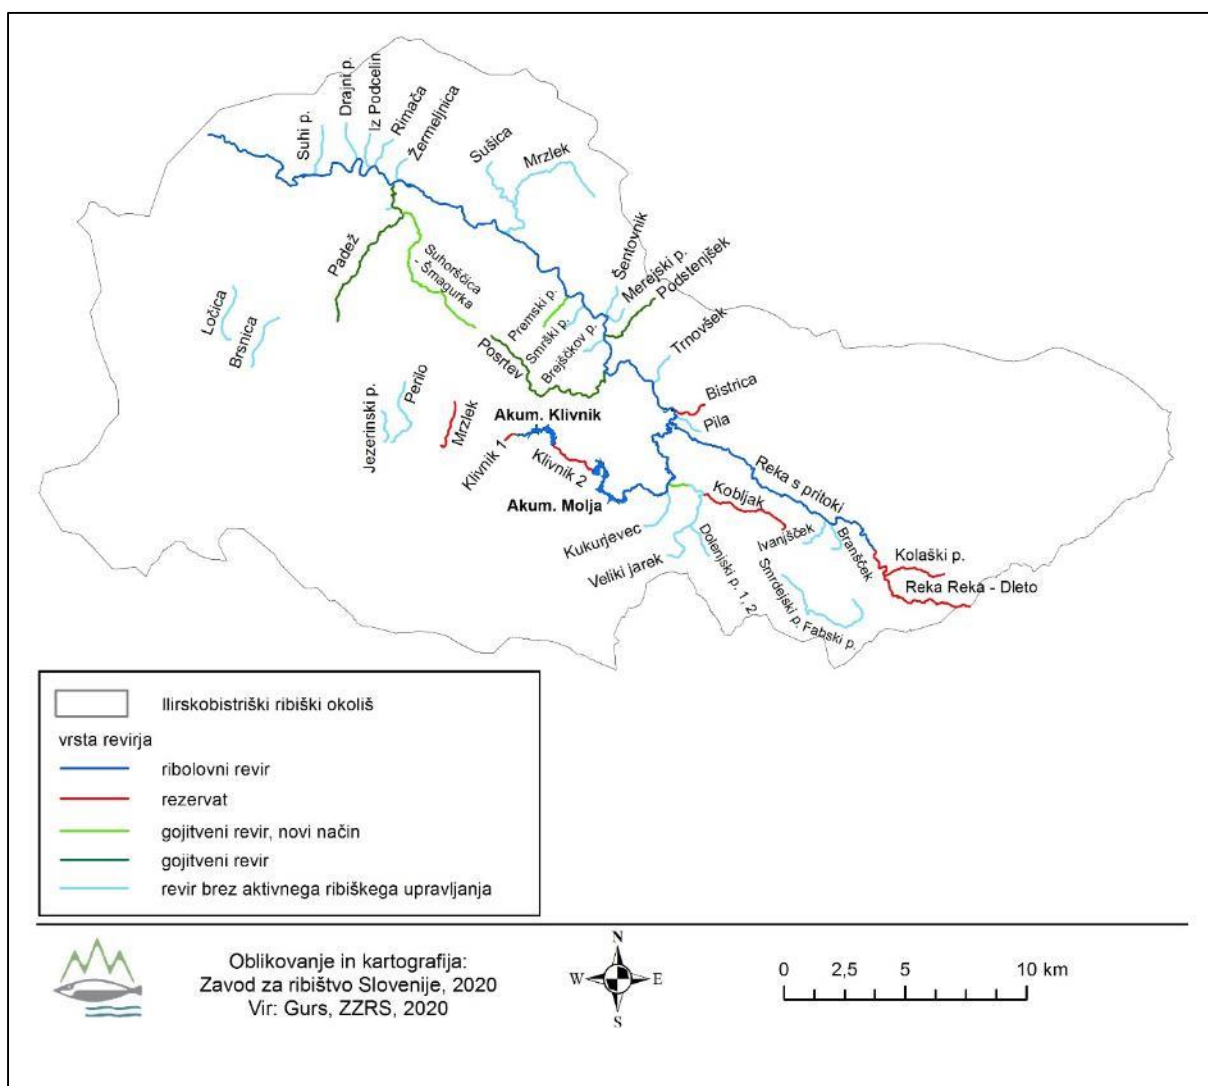 Suhi p.
Drajni p.
Iz Podcelin
Rimača
Žermeljnica
Sušica
Mrzlek
Padež
Suhorščica
- Šmagurka
Šentovnik
Merejski p.
Podstenjšek
Premski p.
Smrški p.
Brejščkov p.
Ločica
Brsnica
Posrtev
Trnovšek
Bistrica
Pila
Jezerinski p.
Perilo
Mrzlek
Akum. Klivnik
Klivnik 1
Klivnik 2
Akum. Molja
Reka s pritoki
Kobljak
Kukurjevec
Veliki jarek
Dolenjski p. 1, 2
Ivanjšček
Branšček
Kolaški p.
Reka Reka - Dleto
Smrdejski p.
Fabski p.
Ilirskobistriški ribiški okoliš
vrsta revirja
ribolovni revir
rezervat
gojitveni revir, novi način
gojitveni revir
revir brez aktivnega ribiškega upravljanja
Oblikovanje in kartografija:
Zavod za ribištvo Slovenije, 2020
Vir: Gurs, ZZRS, 2020
N
W E
S
0 2,5 5 10 km